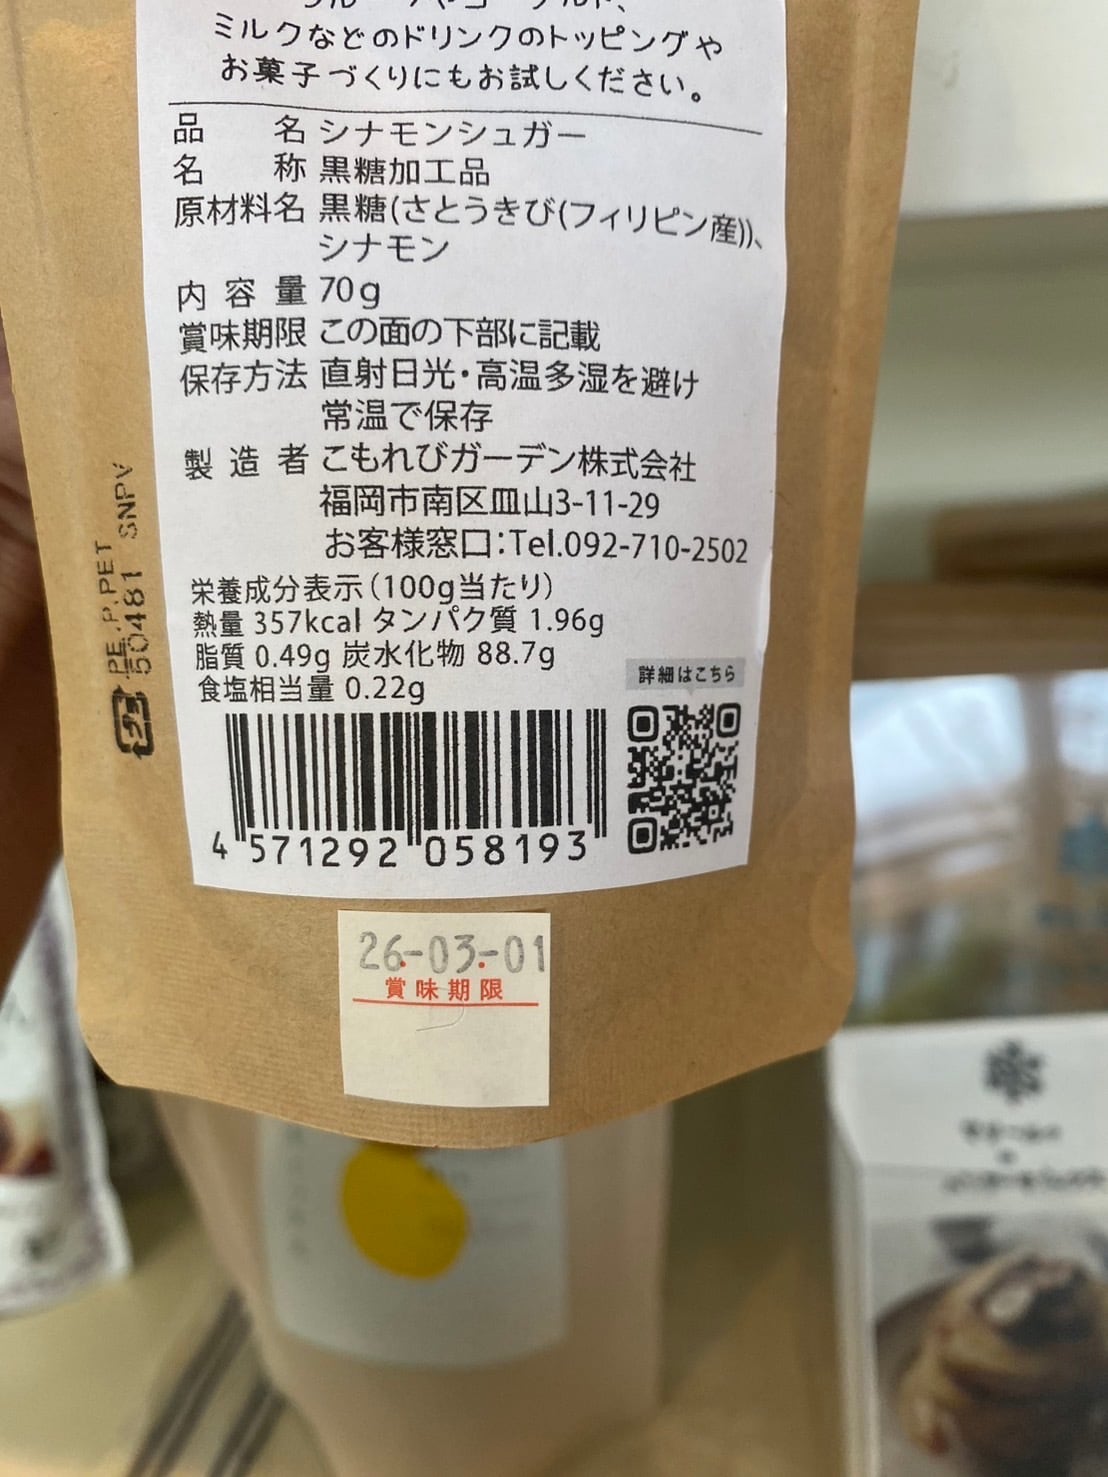 ミルクなどのドリンクのトッピングや
お菓子づくりにもお試しください。
品 名 シナモンシュガー
名 称 黒糖加工品
原材料名 黒糖(さとうきび(フィリピン産))、
シナモン
内容量 70g
賞味期限 この面の下部に記載
保存方法 直射日光・高温多湿を避け
常温で保存
製造者 こもれびガーデン株式会社
福岡市南区皿山3-11-29
お客様窓口:Tel.092-710-2502
栄養成分表示(100g当たり)
熱量 357kcal タンパク質 1.96g
脂質 0.49g 炭水化物 88.7g
食塩相当量 0.22g
詳細はこちら
4 571292 058193
26-03-01
賞味期限
PE.P.PET
50481 SNPV